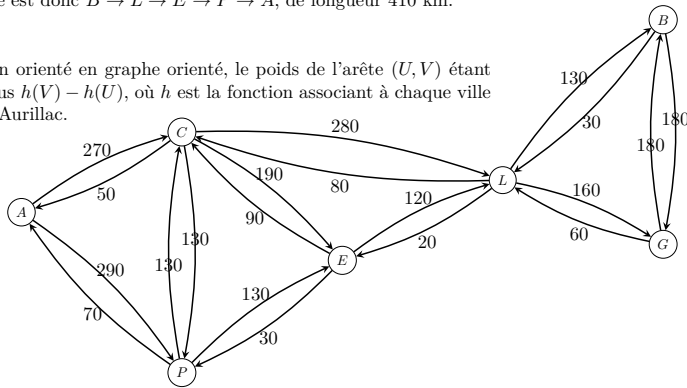 e est donc B → L → E → P → A, de longueur 410 km.
n orienté en graphe orienté, le poids de l'arête (U, V) étant
us h(V) − h(U), où h est la fonction associant à chaque ville
Aurillac.
B
130
30
180
180
C
280
270
50
190
80
L
160
120
90
A
130
60
G
20
E
290
130
130
70
30
P